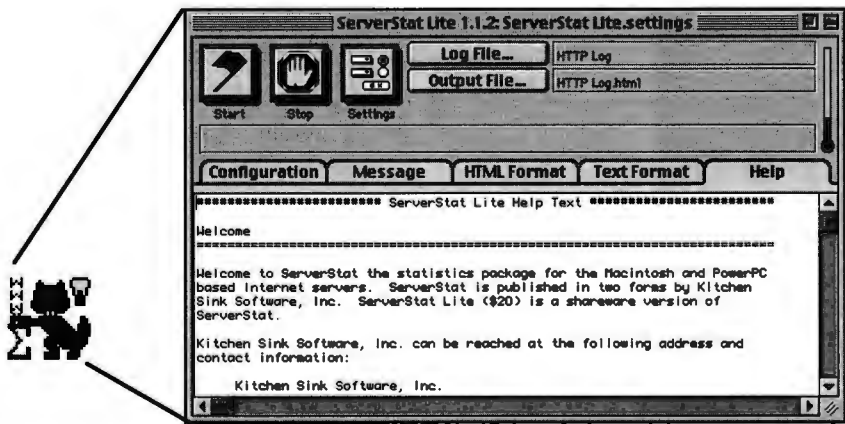 ServerStat Lite 1.1.2: ServerStat Lite.settings
Log File...
HTTP Log
Output File...
HTTP Log.html
Start
Stop
Settings
Configuration
Message
HTML Format
Text Format
Help
************************ ServerStat Lite Help Text ************************
Welcome
===========================================================================
Welcome to ServerStat the statistics package for the Macintosh and PowerPC
based Internet servers. ServerStat is published in two forms by Kitchen
Sink Software, Inc. ServerStat Lite ($20) is a shareware version of
ServerStat.
Kitchen Sink Software, Inc. can be reached at the following address and
contact information:
Kitchen Sink Software, Inc.